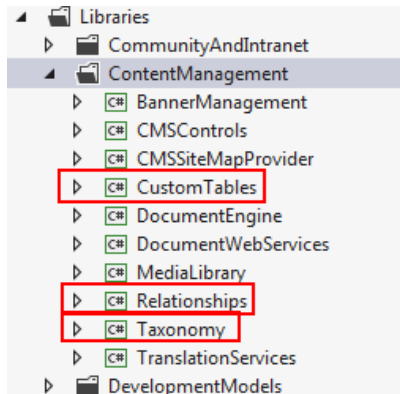 Libraries
CommunityAndIntranet
ContentManagement
C# BannerManagement
C# CMSControls
C# CMSSiteMapProvider
C# CustomTables
C# DocumentEngine
C# DocumentWebServices
C# MediaLibrary
C# Relationships
C# Taxonomy
C# TranslationServices
DevelopmentModels